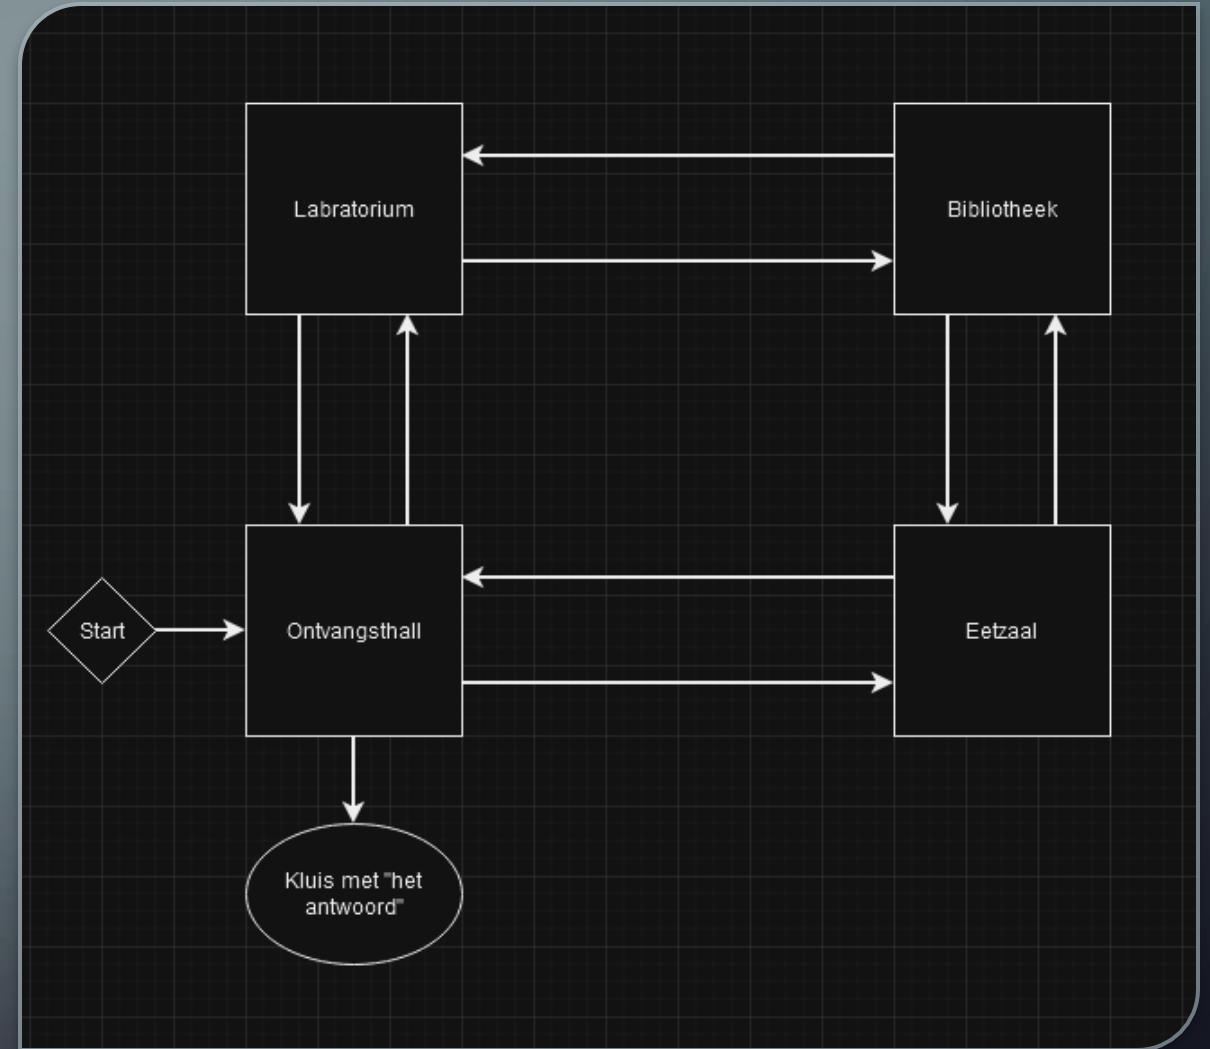 Labratorium
Bibliotheek
Start
Ontvangsthall
Eetzaal
Kluis met "het
antwoord"